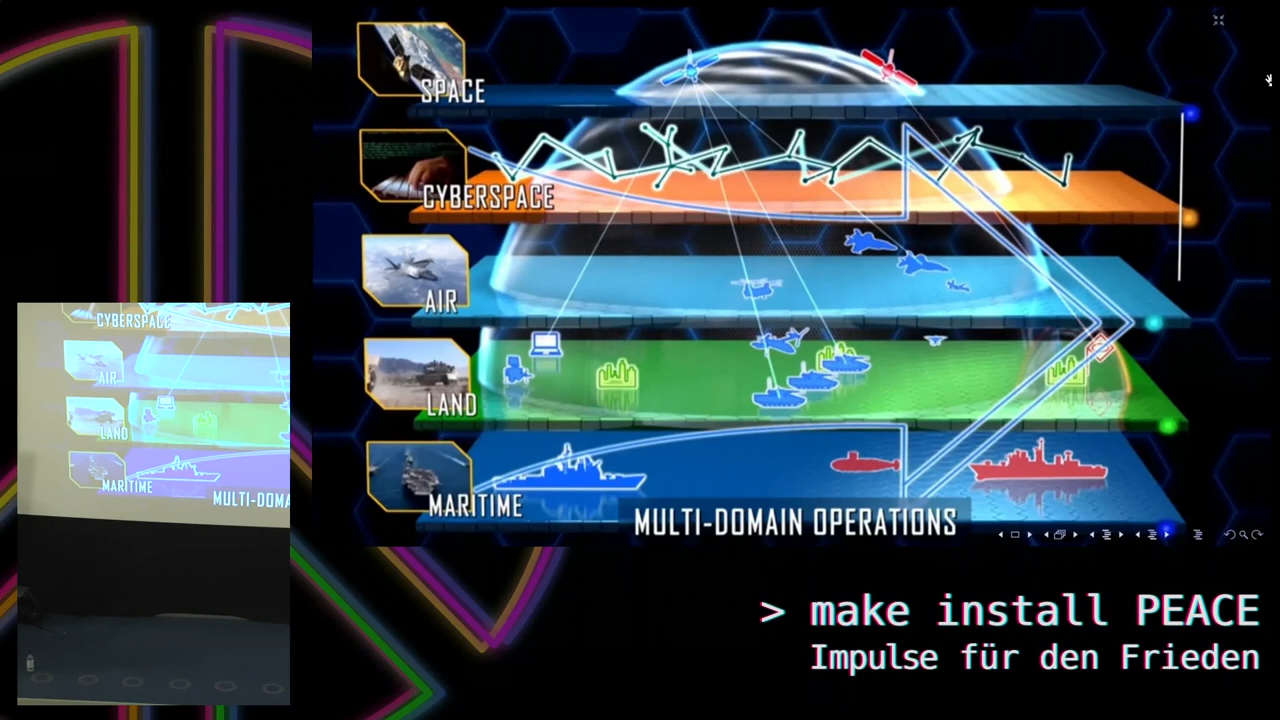 SPACE
CYBERSPACE
AIR
LAND
MARITIME
MULTI-DOMAIN OPERATIONS
CYBERSPACE
AIR
LAND
MARITIME
MULTI-DOMA
> make install PEACE
Impulse für den Frieden